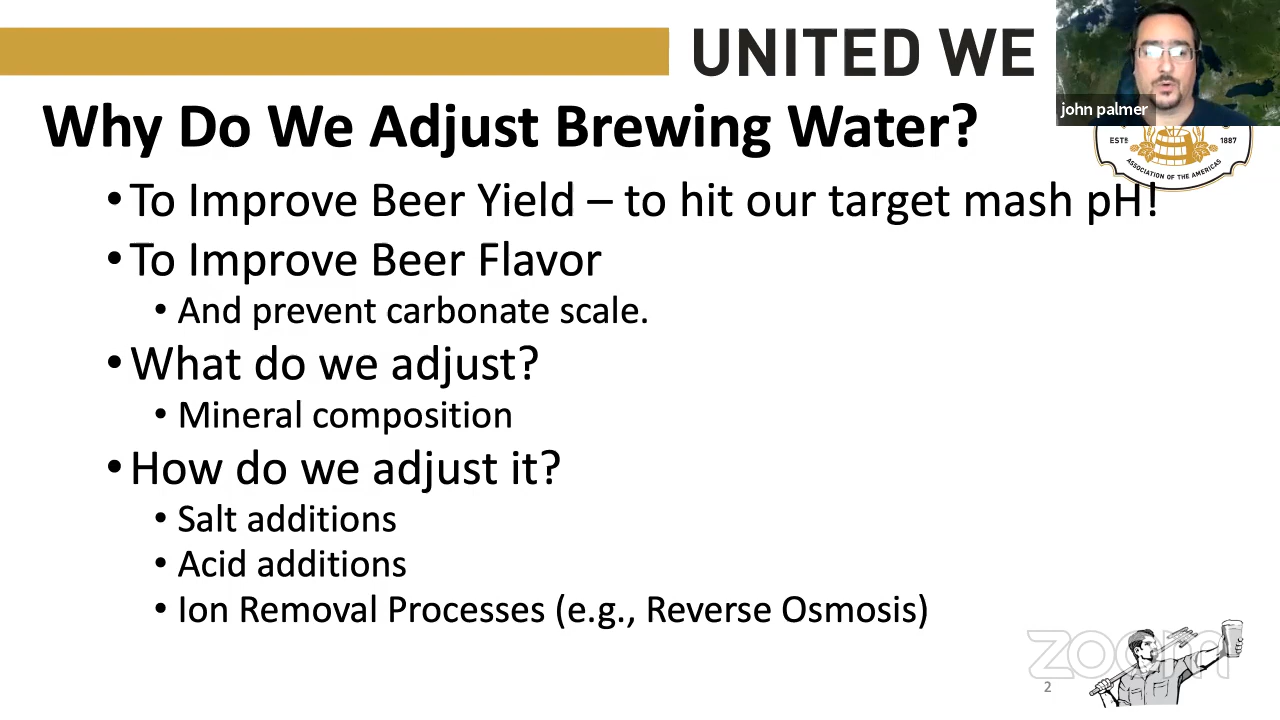 UNITED WE
john palmer
Why Do We Adjust Brewing Water?
ESTD
1887
ASSOCIATION OF THE AMERICAS
•To Improve Beer Yield – to hit our target mash pH!
•To Improve Beer Flavor
• And prevent carbonate scale.
•What do we adjust?
• Mineral composition
•How do we adjust it?
• Salt additions
• Acid additions
• Ion Removal Processes (e.g., Reverse Osmosis)
zoom
2